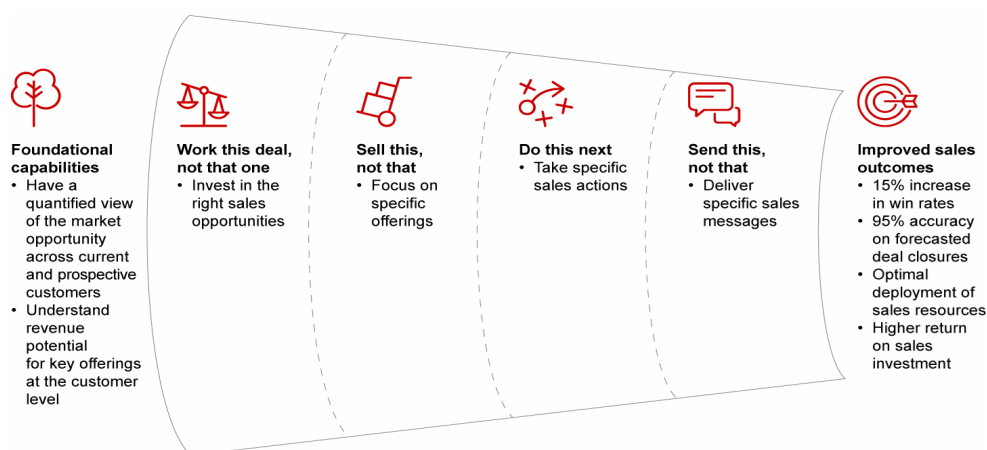 Foundational
capabilities
• Have a
quantified view
of the market
opportunity
across current
and prospective
customers
• Understand
revenue
potential
for key offerings
at the customer
level
Work this deal,
not that one
• Invest in the
right sales
opportunities
Sell this,
not that
• Focus on
specific
offerings
Do this next
• Take specific
sales actions
Send this,
not that
• Deliver
specific sales
messages
Improved sales
outcomes
• 15% increase
in win rates
• 95% accuracy
on forecasted
deal closures
• Optimal
deployment of
sales resources
• Higher return
on sales
investment